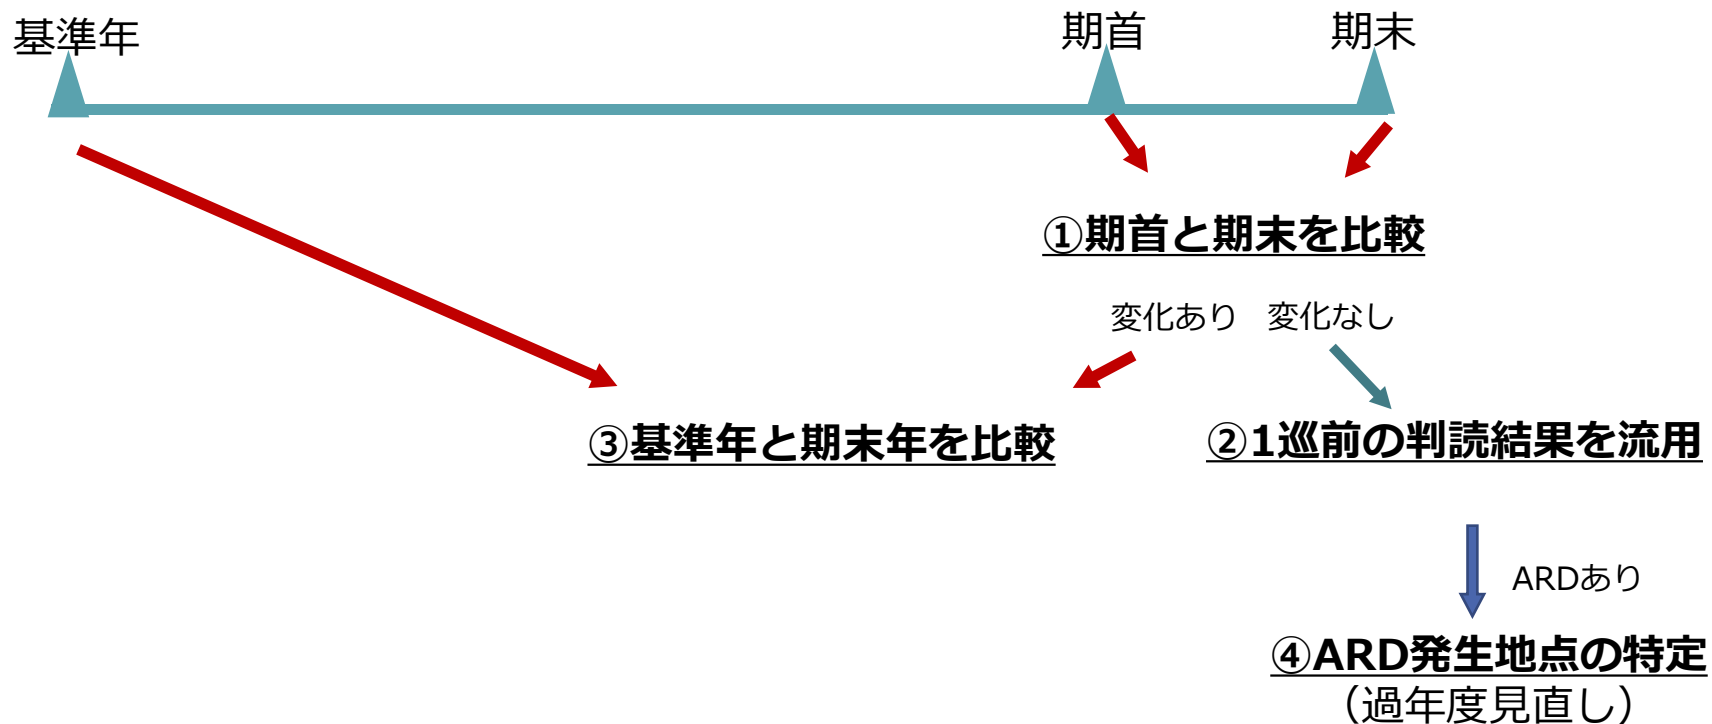 基準年
期首
期末
①期首と期末を比較
変化あり
変化なし
③基準年と期末年を比較
②1巡前の判読結果を流用
ARDあり
④ARD発生地点の特定
（過年度見直し）